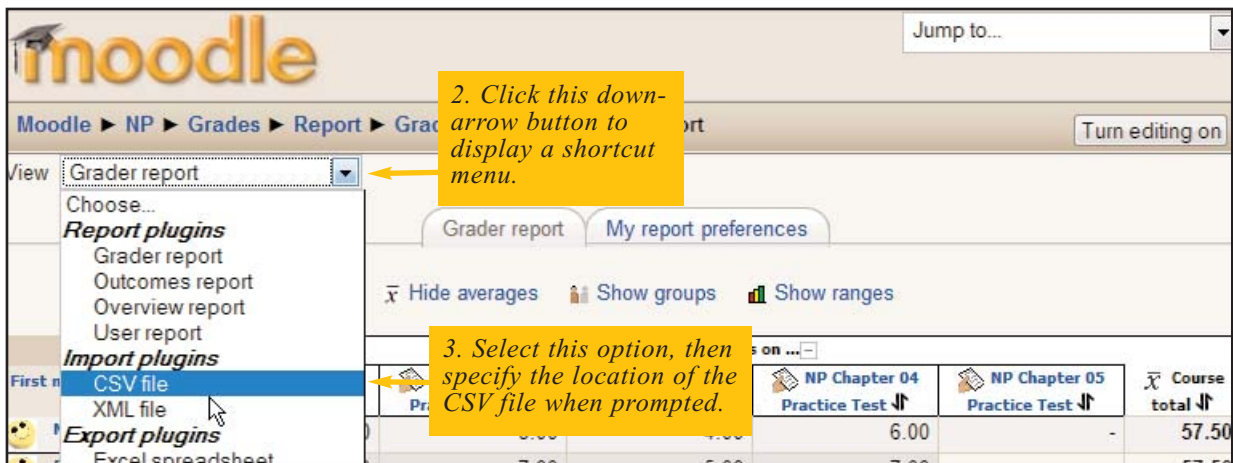 moodle
Jump to...
Moodle ► NP ► Grades ► Report ►
Turn editing on
2. Click this down-
arrow button to
display a shortcut
menu.
View Grader report
Choose...
Report plugins
Grader report
Outcomes report
Overview report
User report
Import plugins
CSV file
XML file
Export plugins
Excel spreadsheet
Grader report My report preferences
x̄ Hide averages Show groups Show ranges
3. Select this option, then
specify the location of the
CSV file when prompted.
on ...
First
NP Chapter 04
Practice Test
NP Chapter 05
Practice Test
x̄ Course
total
6.00 - 57.50